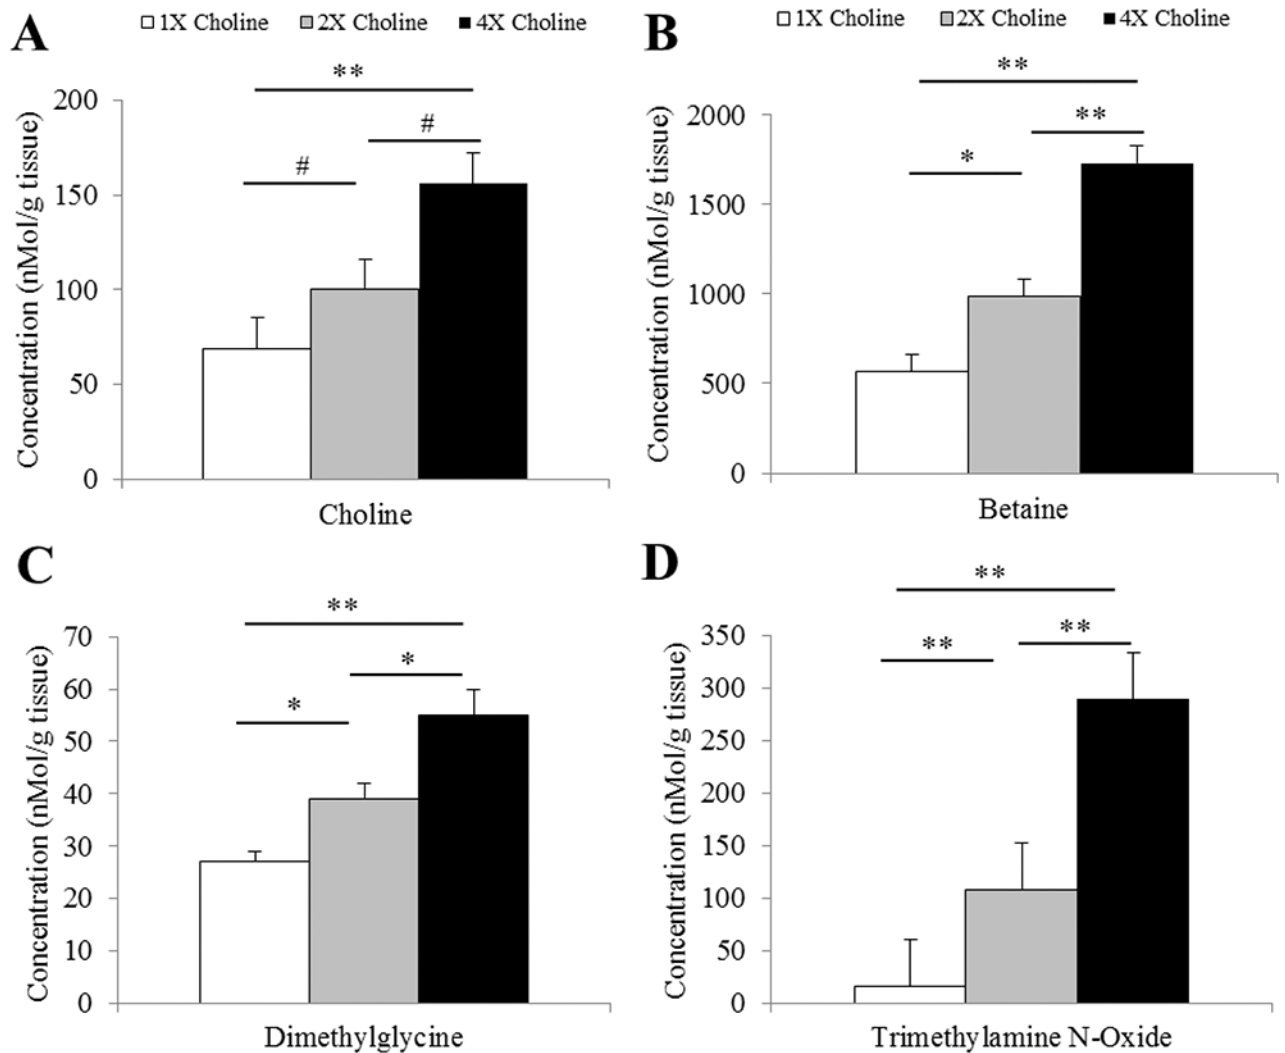 A
1X Choline 2X Choline 4X Choline
**
#
#
Concentration (nMol/g tissue)
200
150
100
50
0
Choline
B
1X Choline 2X Choline 4X Choline
**
**
*
Concentration (nMol/g tissue)
2000
1500
1000
500
0
Betaine
C
**
*
*
Concentration (nMol/g tissue)
70
60
50
40
30
20
10
0
Dimethylglycine
D
**
**
**
Concentration (nMol/g tissue)
350
300
250
200
150
100
50
0
Trimethylamine N-Oxide